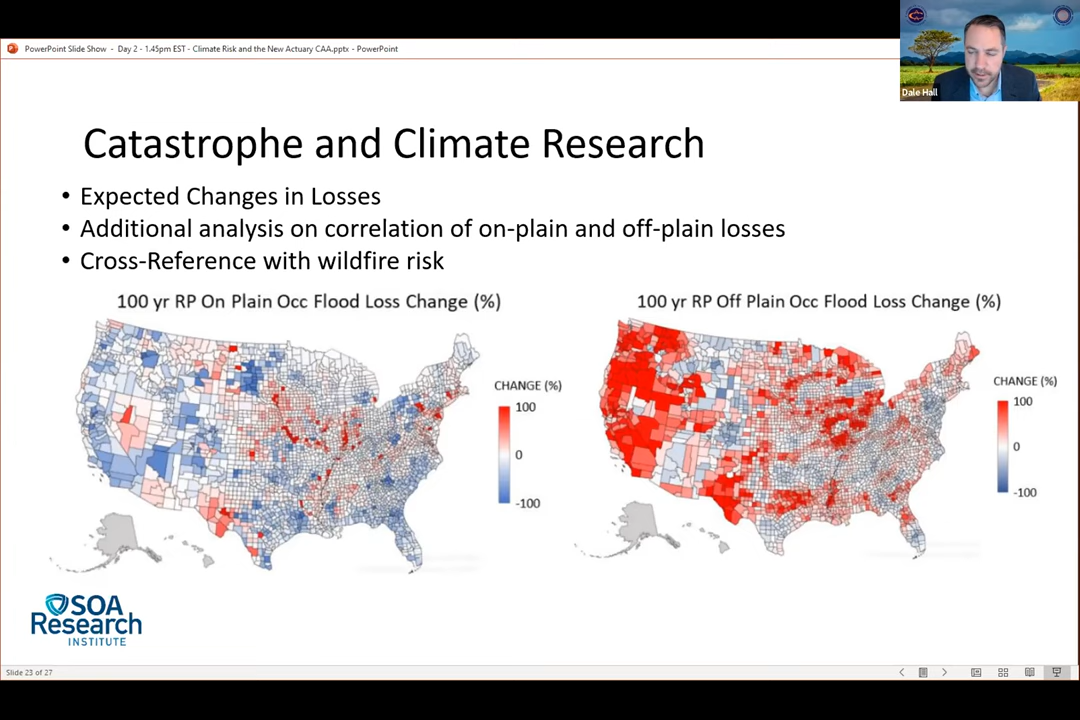 PowerPoint Slide Show - Day 2 - 1.45pm EST - Climate Risk and the New Actuary CAA.pptx - PowerPoint
Dale Hall
Catastrophe and Climate Research
• Expected Changes in Losses
• Additional analysis on correlation of on-plain and off-plain losses
• Cross-Reference with wildfire risk
100 yr RP On Plain Occ Flood Loss Change (%)
CHANGE (%)
100
0
-100
100 yr RP Off Plain Occ Flood Loss Change (%)
CHANGE (%)
100
0
-100
SOA
Research
INSTITUTE
Slide 23 of 27